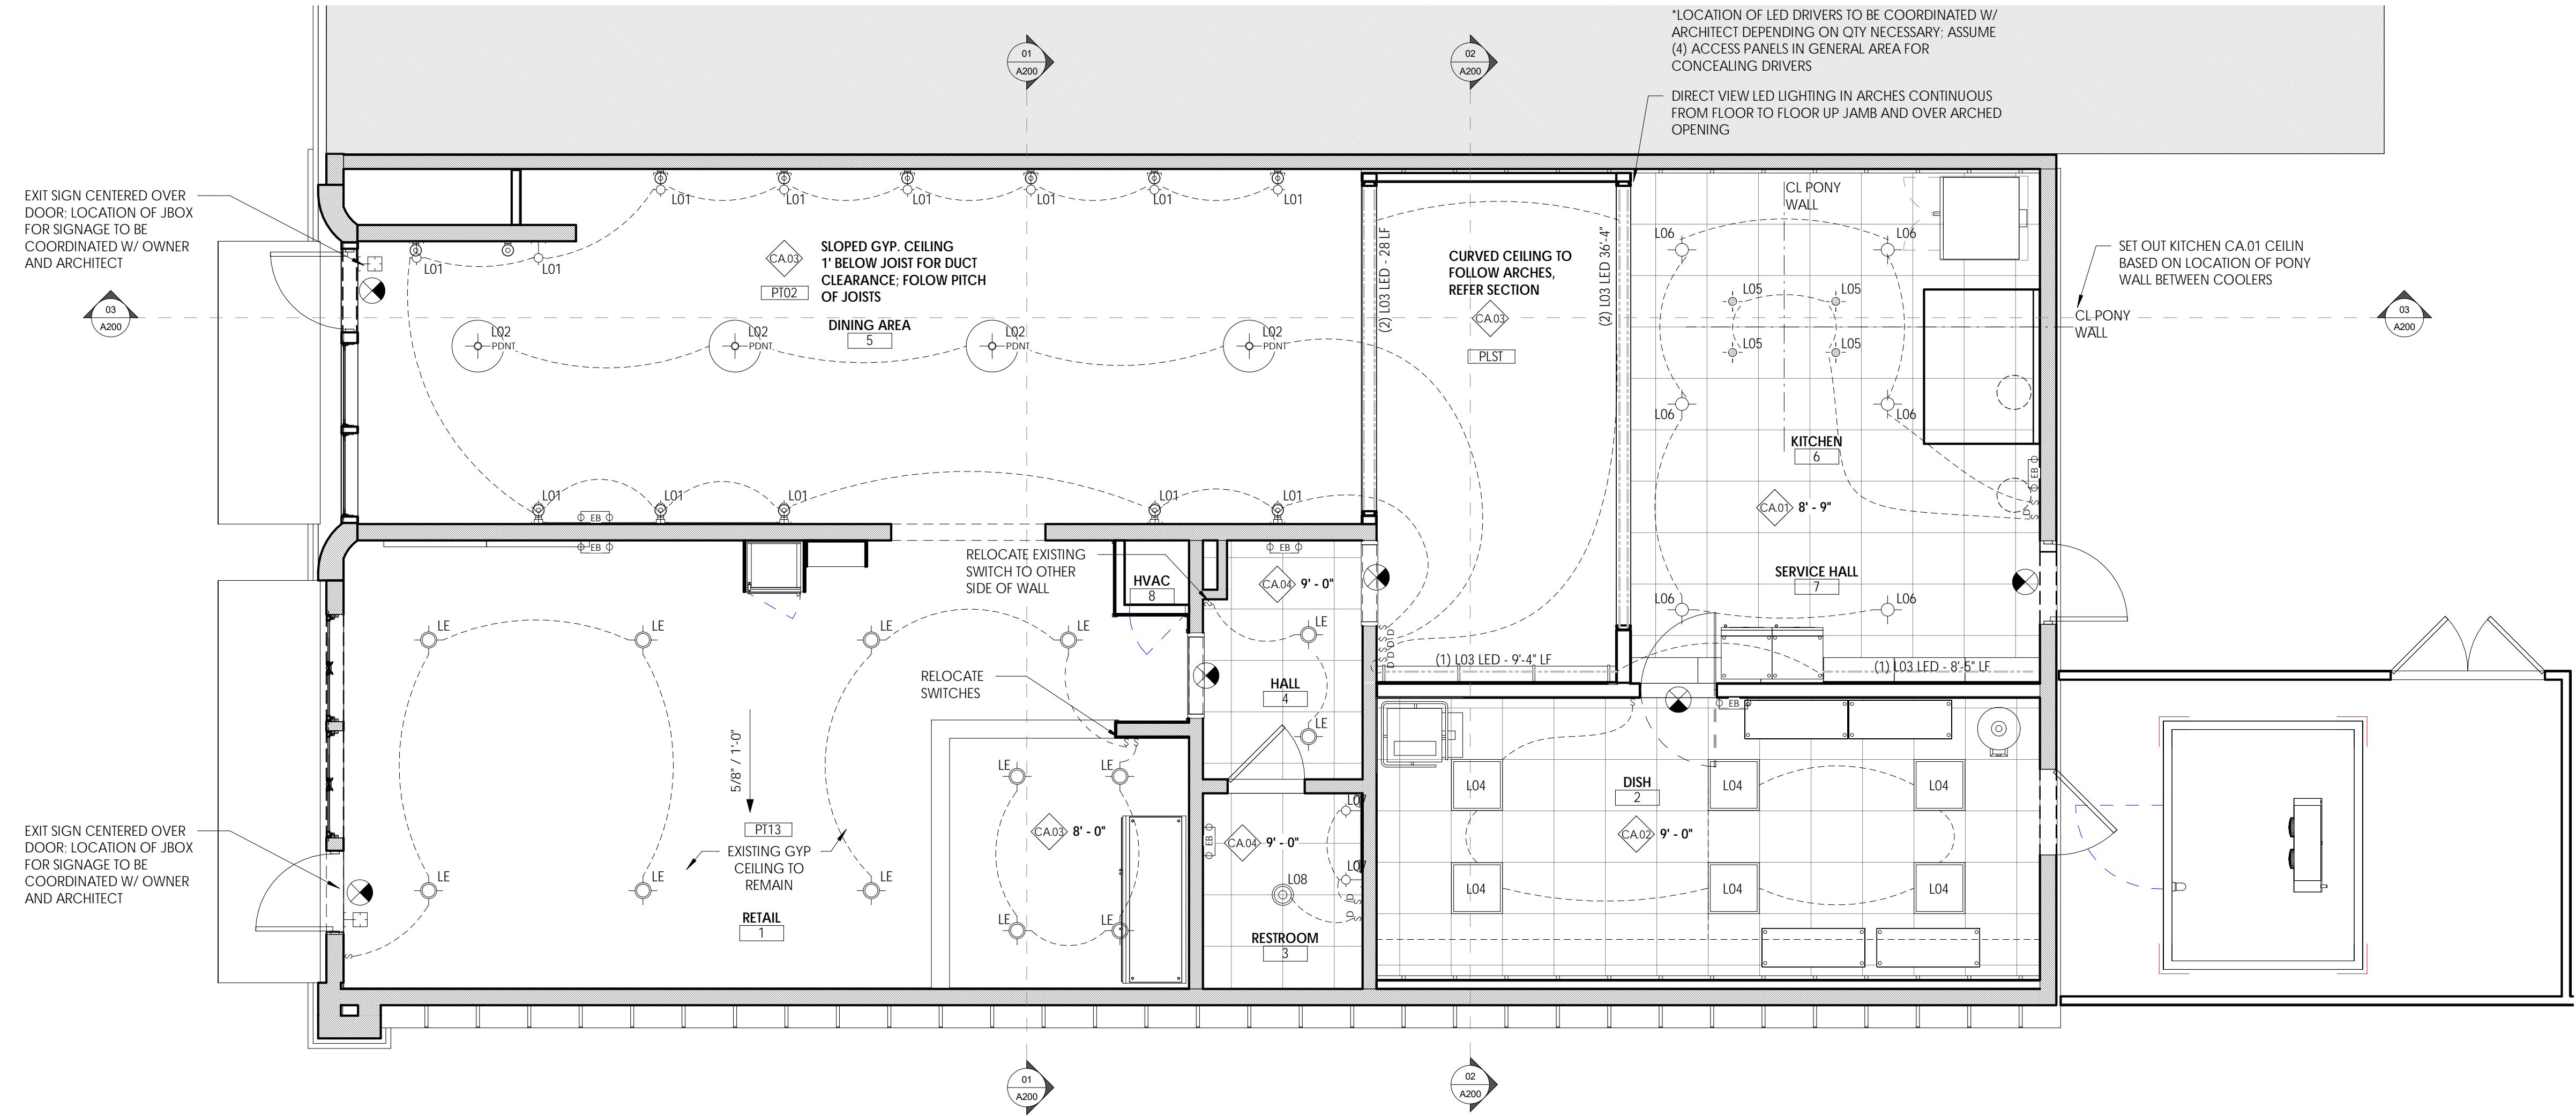 *LOCATION OF LED DRIVERS TO BE COORDINATED W/
ARCHITECT DEPENDING ON QTY NECESSARY; ASSUME
(4) ACCESS PANELS IN GENERAL AREA FOR
CONCEALING DRIVERS
01
A200
02
A200
DIRECT VIEW LED LIGHTING IN ARCHES CONTINUOUS
FROM FLOOR TO FLOOR UP JAMB AND OVER ARCHED
OPENING
EXIT SIGN CENTERED OVER
DOOR; LOCATION OF JBOX
FOR SIGNAGE TO BE
COORDINATED W/ OWNER
AND ARCHITECT
L01
L01
L01
L01
L01
L01
L01
L01
CL PONY
WALL
CA.03
SLOPED GYP. CEILING
1' BELOW JOIST FOR DUCT
CLEARANCE; FOLOW PITCH
OF JOISTS
PT02
DINING AREA
5
(2) L03 LED - 28 LF
CURVED CEILING TO
FOLLOW ARCHES,
REFER SECTION
CA.03
PLST
(2) L03 LED 36'-4"
L06
L06
L05
L05
L05
L05
L06
L06
SET OUT KITCHEN CA.01 CEILIN
BASED ON LOCATION OF PONY
WALL BETWEEN COOLERS
CL PONY
WALL
03
A200
03
A200
L02
PDNT
L02
PDNT
L02
PDNT
L02
PDNT
KITCHEN
6
EB
S
S
D
CA.01
8' - 9"
L01
L01
L01
L01
L01
EB
EB
RELOCATE EXISTING
SWITCH TO OTHER
SIDE OF WALL
HVAC
8
S
EB
CA.04
9' - 0"
SERVICE HALL
7
L06
L06
LE
LE
LE
LE
LE
S S S S
D D D D
(1) L03 LED - 9'-4" LF
(1) L03 LED - 8'-5" LF
RELOCATE
SWITCHES
HALL
4
LE
S
EB
S S
5/8" / 1'-0"
LE
LE
PT13
EXISTING GYP
CEILING TO
REMAIN
CA.03
8' - 0"
EB
CA.04
9' - 0"
L07
L07
DISH
2
L04
L04
L04
CA.02
9' - 0"
L04
L04
L04
EXIT SIGN CENTERED OVER
DOOR; LOCATION OF JBOX
FOR SIGNAGE TO BE
COORDINATED W/ OWNER
AND ARCHITECT
LE
LE
LE
L08
S S
D D
RETAIL
1
LE
LE
RESTROOM
3
S
01
A200
02
A200